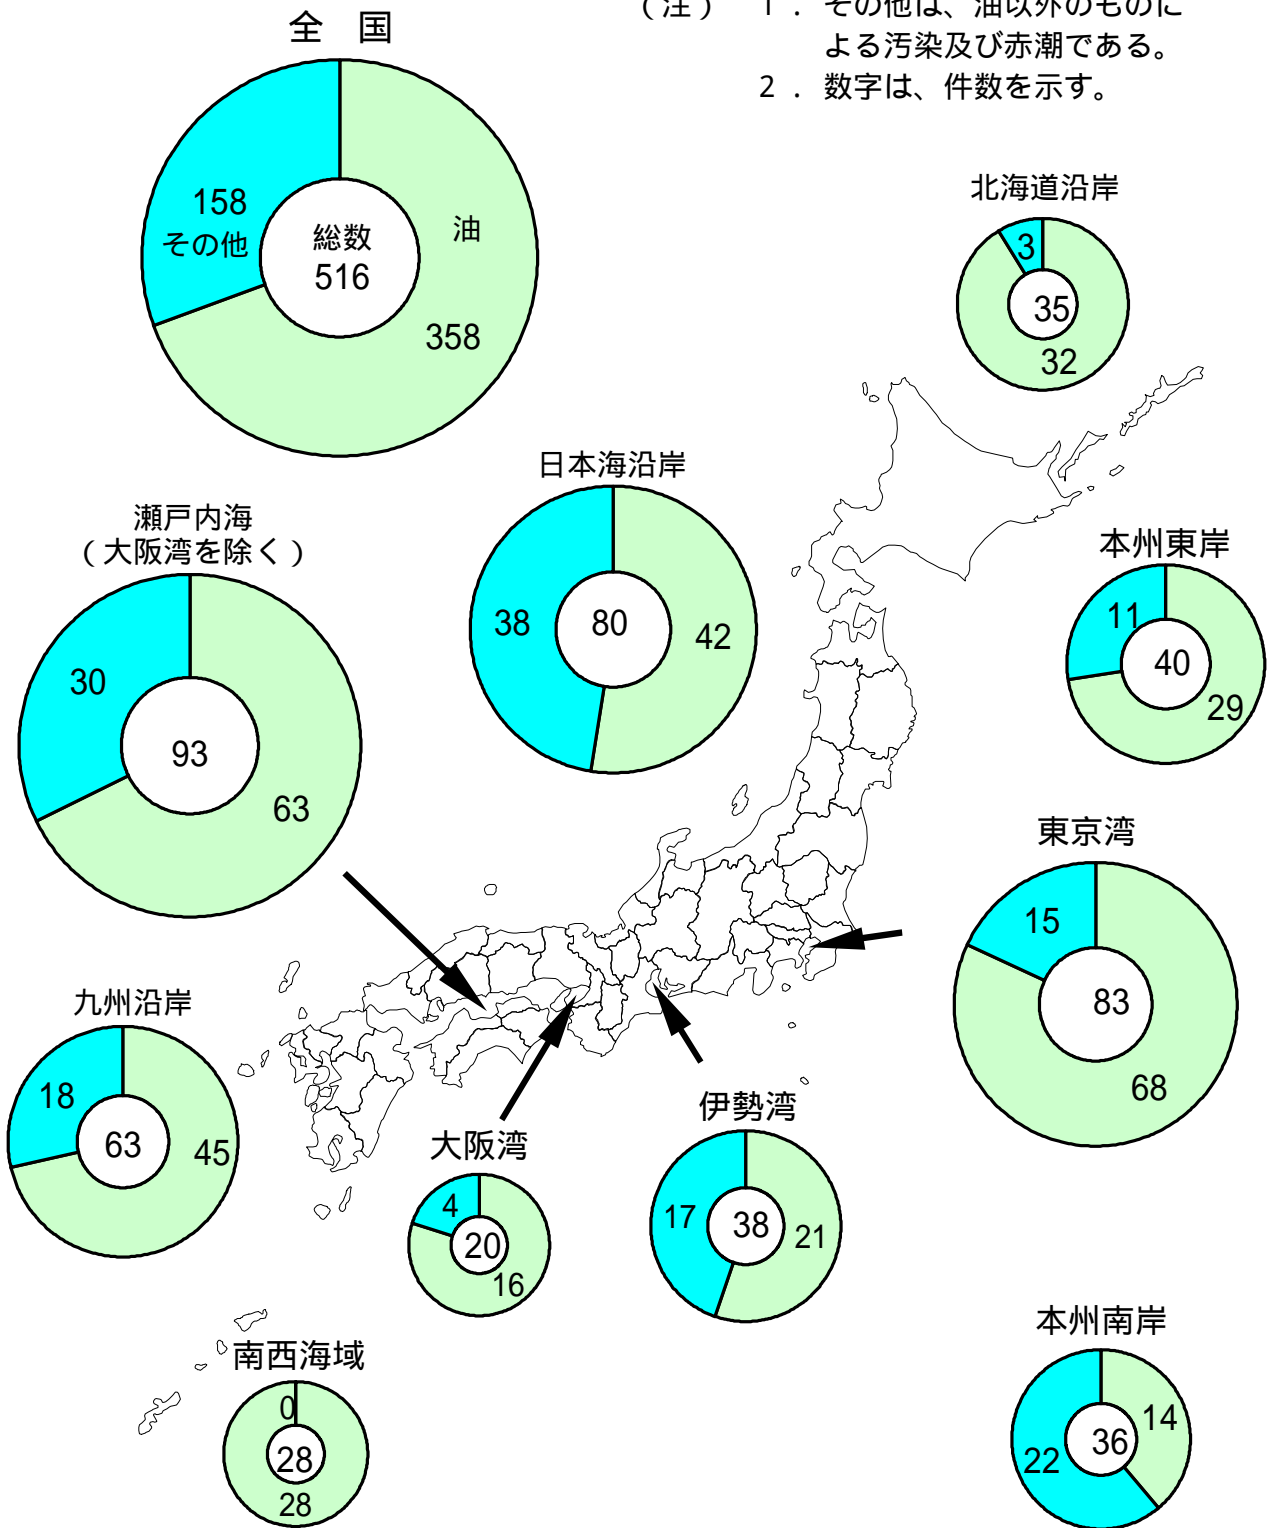 全 国
(注) 1．その他は、油以外のものに
よる汚染及び赤潮である。
2．数字は、件数を示す。
158
その他
総数
516
油
358
北海道沿岸
3
35
32
日本海沿岸
38
80
42
瀬戸内海
(大阪湾を除く)
30
93
63
本州東岸
11
40
29
東京湾
15
83
68
九州沿岸
18
63
45
大阪湾
4
20
16
伊勢湾
17
38
21
南西海域
0
28
28
本州南岸
14
36
22